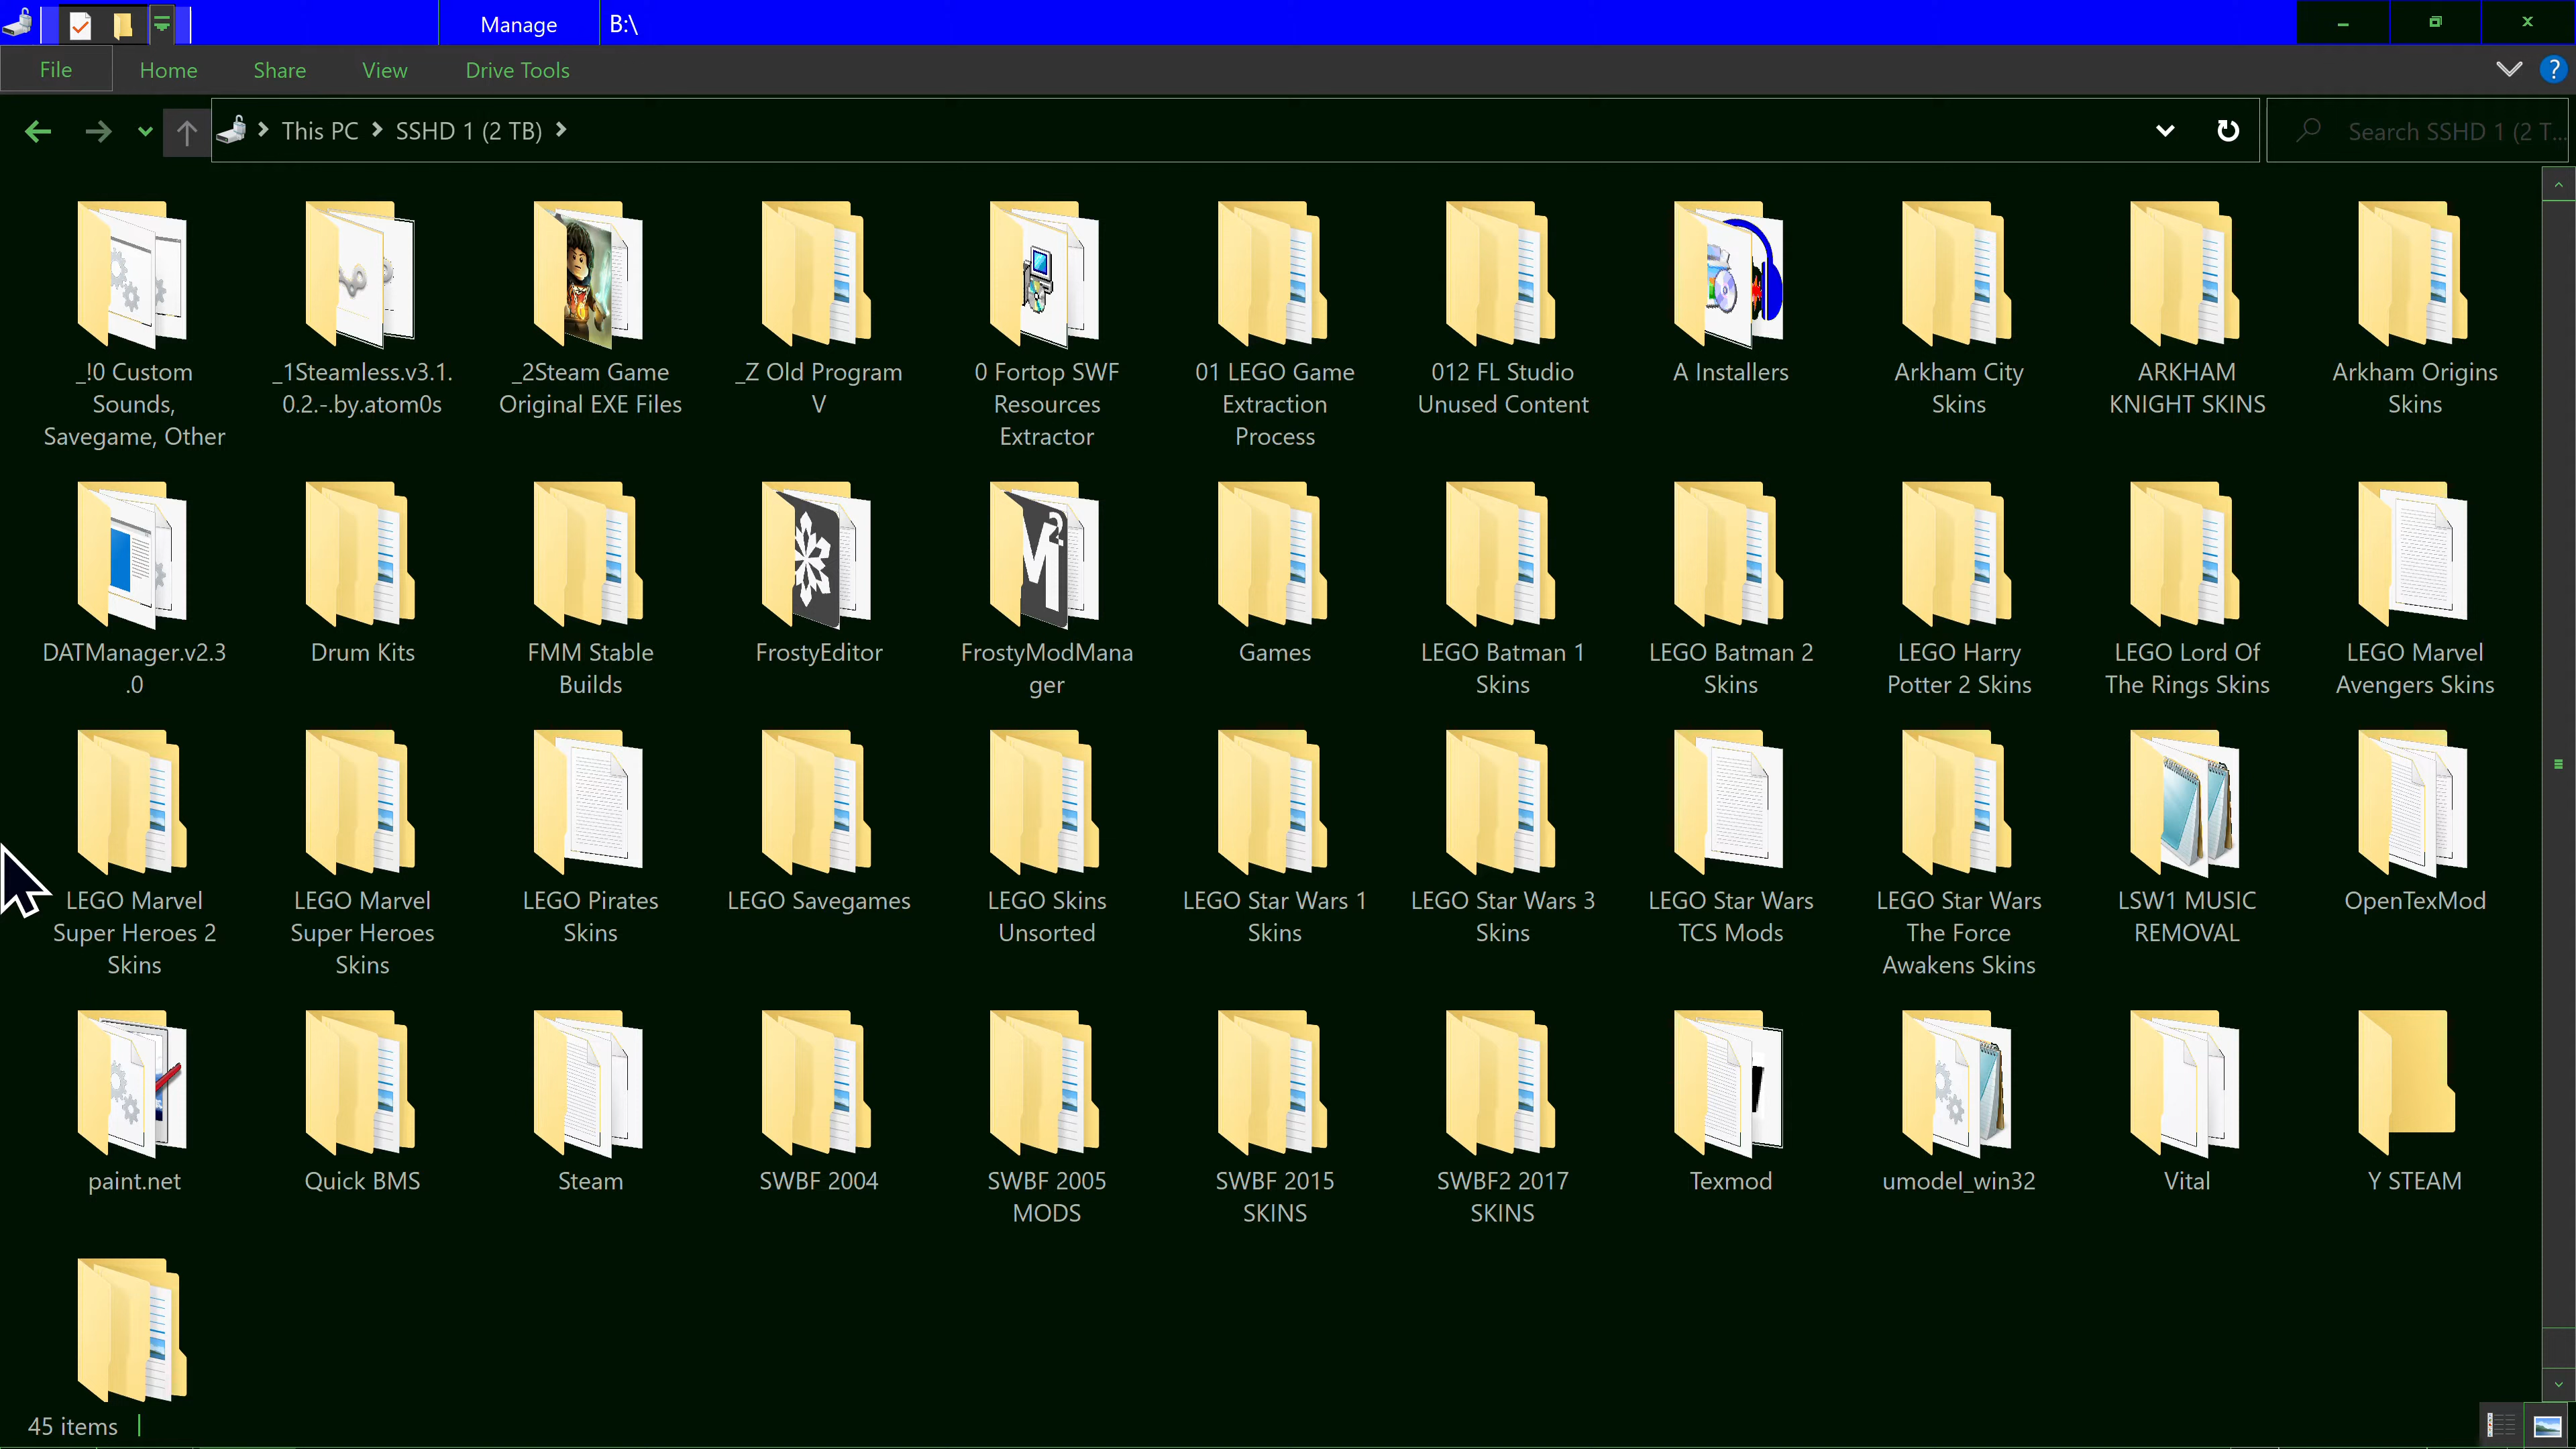 Manage
B:\
File
Home
Share
View
Drive Tools
?
This PC
SSHD 1 (2 TB)
Search SSHD 1 (2 T...
_!0 Custom
Sounds,
Savegame, Other
_1Steamless.v3.1.
0.2.-.by.atom0s
_2Steam Game
Original EXE Files
_Z Old Program
V
0 Fortop SWF
Resources
Extractor
01 LEGO Game
Extraction
Process
012 FL Studio
Unused Content
A Installers
Arkham City
Skins
ARKHAM
KNIGHT SKINS
Arkham Origins
Skins
DATManager.v2.3
.0
Drum Kits
FMM Stable
Builds
FrostyEditor
M2
FrostyModMana
ger
Games
LEGO Batman 1
Skins
LEGO Batman 2
Skins
LEGO Harry
Potter 2 Skins
LEGO Lord Of
The Rings Skins
LEGO Marvel
Avengers Skins
LEGO Marvel
Super Heroes 2
Skins
LEGO Marvel
Super Heroes
Skins
LEGO Pirates
Skins
LEGO Savegames
LEGO Skins
Unsorted
LEGO Star Wars 1
Skins
LEGO Star Wars 3
Skins
LEGO Star Wars
TCS Mods
LEGO Star Wars
The Force
Awakens Skins
LSW1 MUSIC
REMOVAL
OpenTexMod
paint.net
Quick BMS
Steam
SWBF 2004
SWBF 2005
MODS
SWBF 2015
SKINS
SWBF2 2017
SKINS
Texmod
umodel_win32
Vital
Y STEAM
45 items